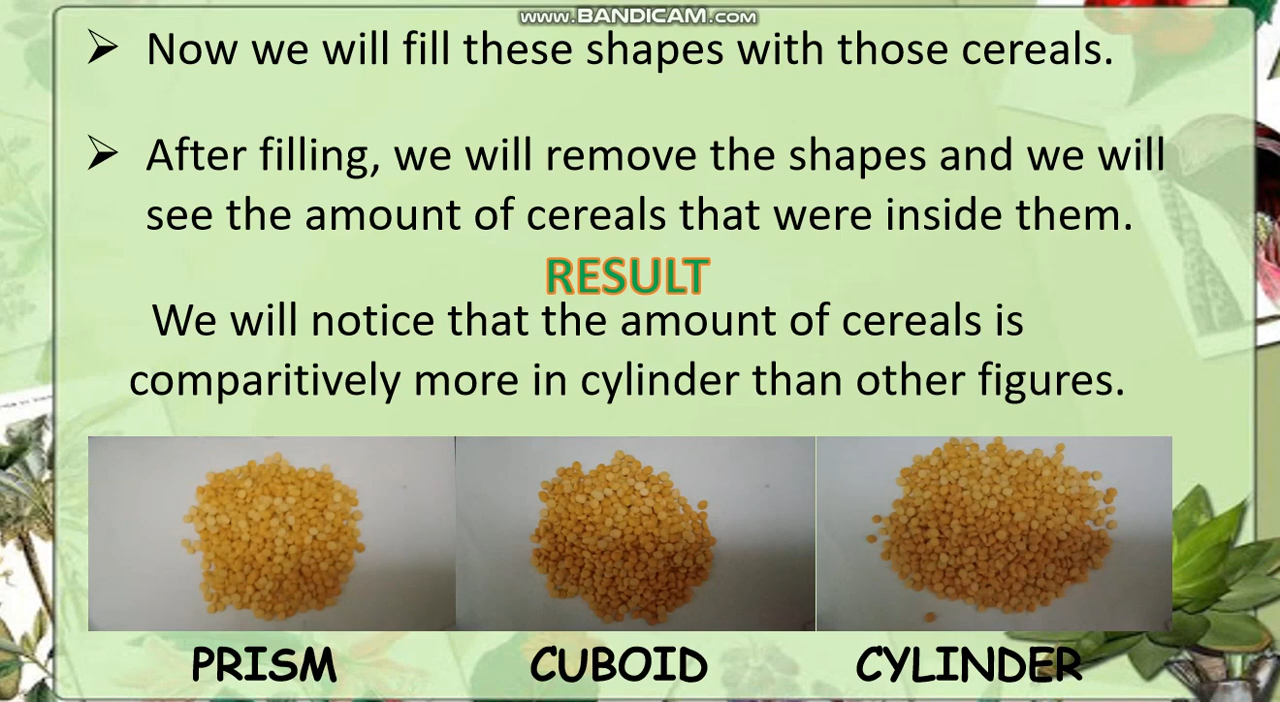 www.BANDICAM.com
➢ Now we will fill these shapes with those cereals.
➢ After filling, we will remove the shapes and we will
see the amount of cereals that were inside them.
RESULT
We will notice that the amount of cereals is
comparitively more in cylinder than other figures.
PRISM CUBOID CYLINDER